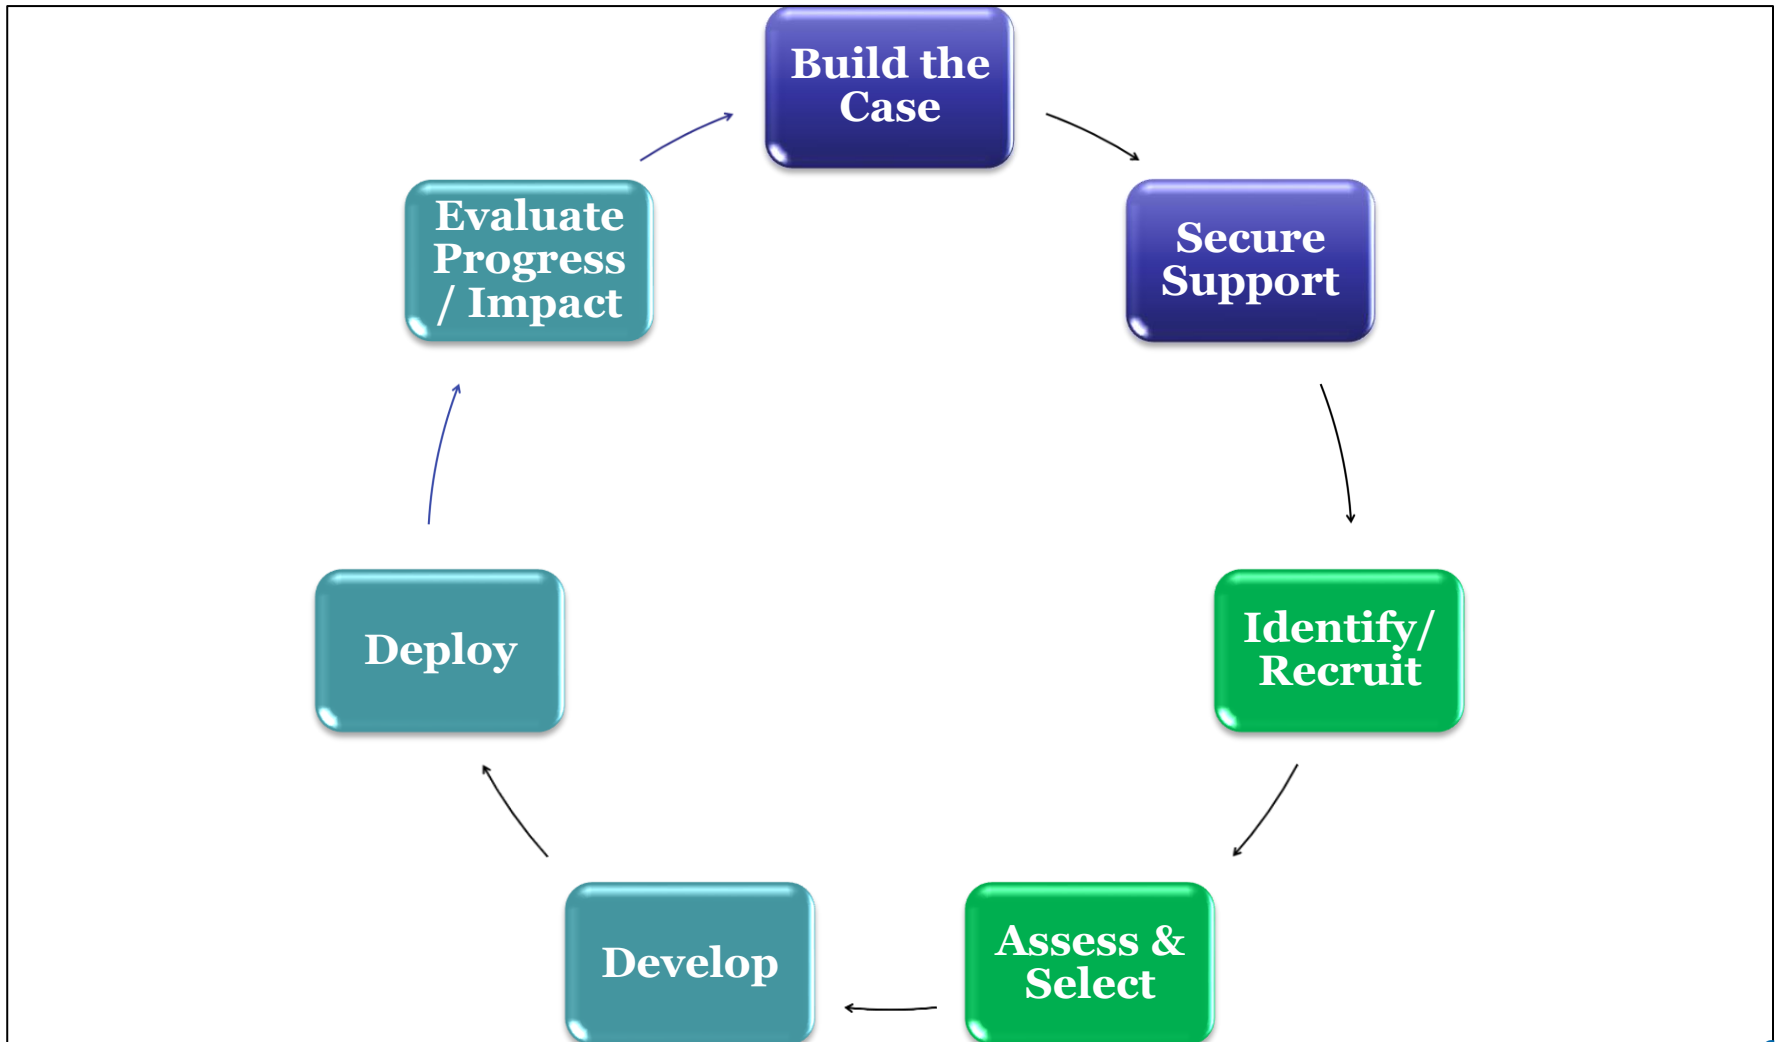 Build the
Case
Secure
Support
Identify/
Recruit
Assess &
Select
Develop
Deploy
Evaluate
Progress
/ Impact